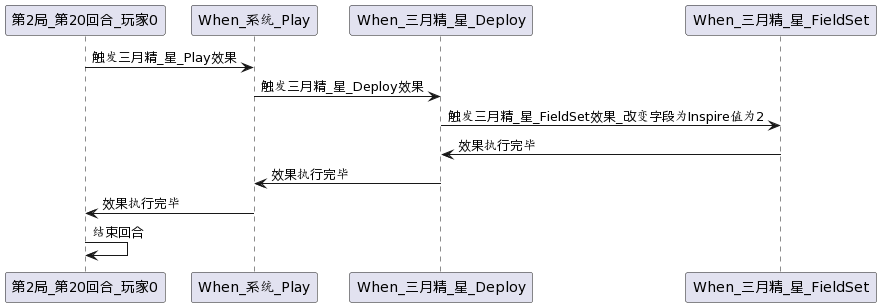 第2局_第20回合_玩家0
When_系统_Play
When_三月精_星_Deploy
When_三月精_星_FieldSet
触发三月精_星_Play效果
触发三月精_星_Deploy效果
触发三月精_星_FieldSet效果_改变字段为Inspire值为2
效果执行完毕
效果执行完毕
效果执行完毕
结束回合
第2局_第20回合_玩家0
When_系统_Play
When_三月精_星_Deploy
When_三月精_星_FieldSet